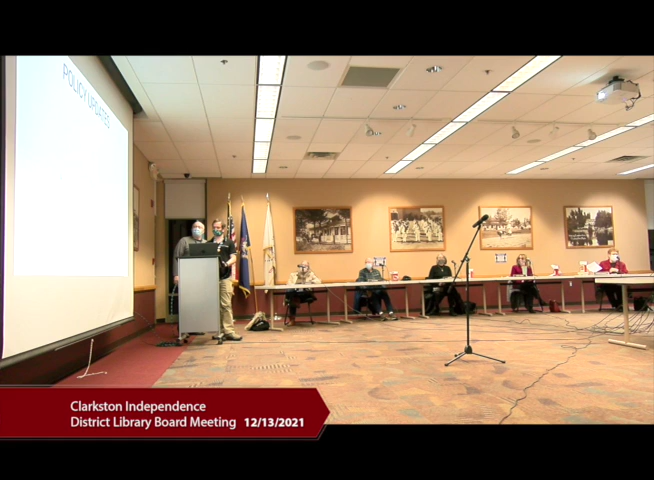 POLICY UPDATES
Clarkston Independence
District Library Board Meeting 12/13/2021